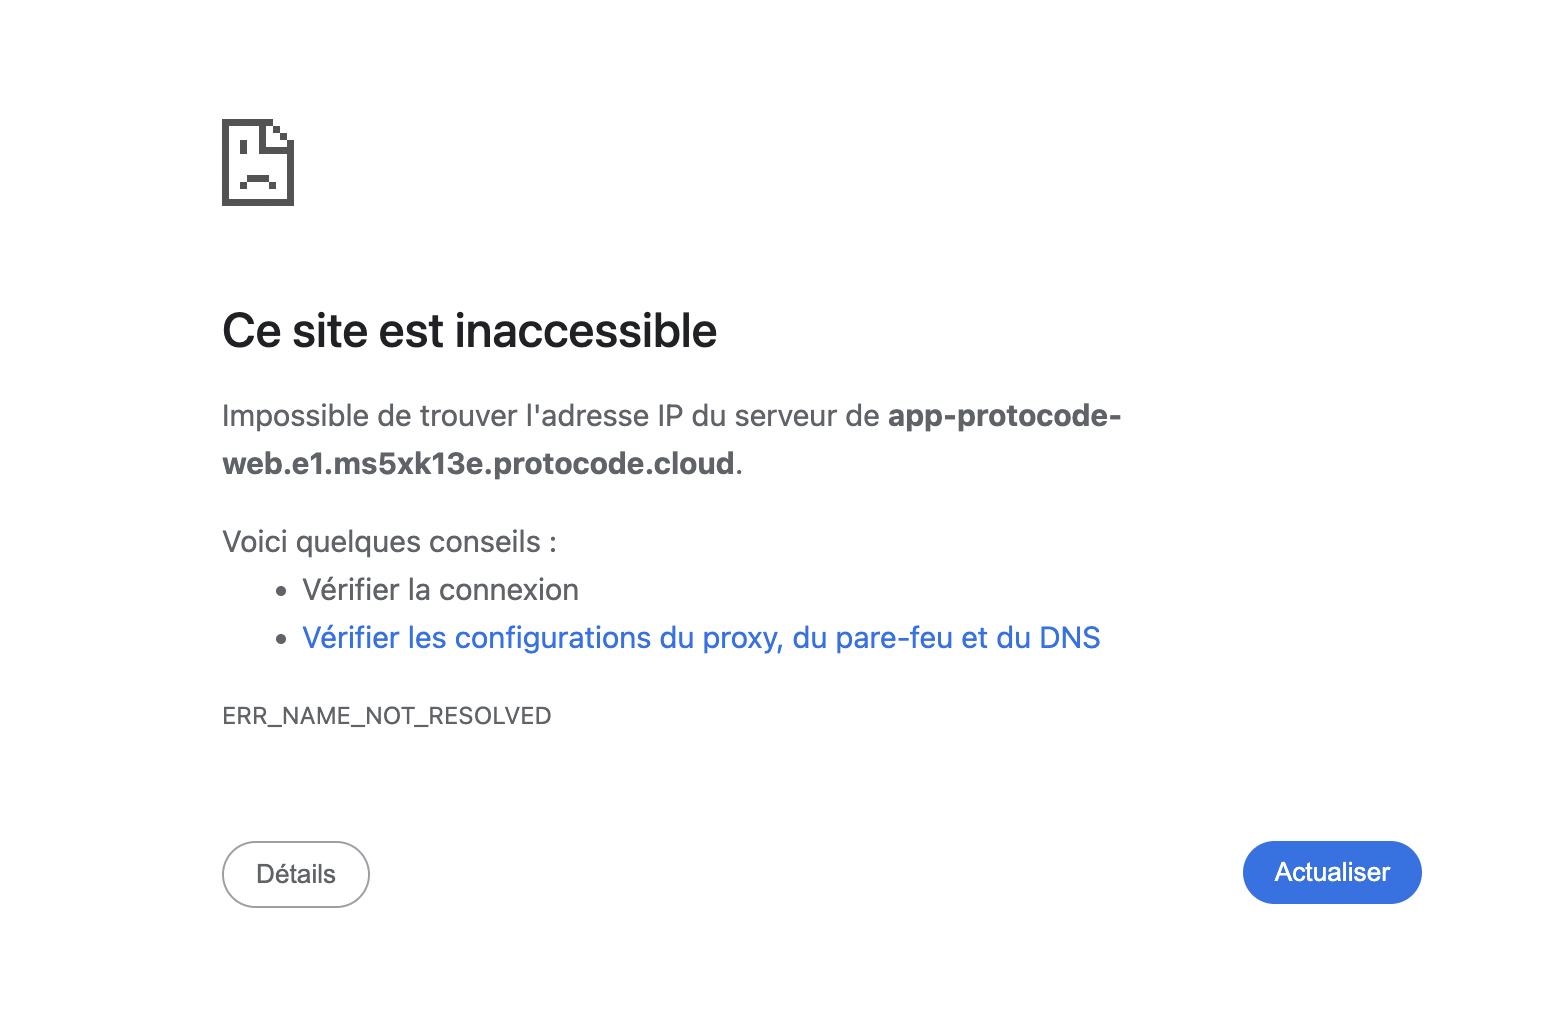 Ce site est inaccessible
Impossible de trouver l'adresse IP du serveur de app-protocode-
web.e1.ms5xk13e.protocode.cloud.
Voici quelques conseils :
• Vérifier la connexion
• Vérifier les configurations du proxy, du pare-feu et du DNS
ERR_NAME_NOT_RESOLVED
Détails
Actualiser